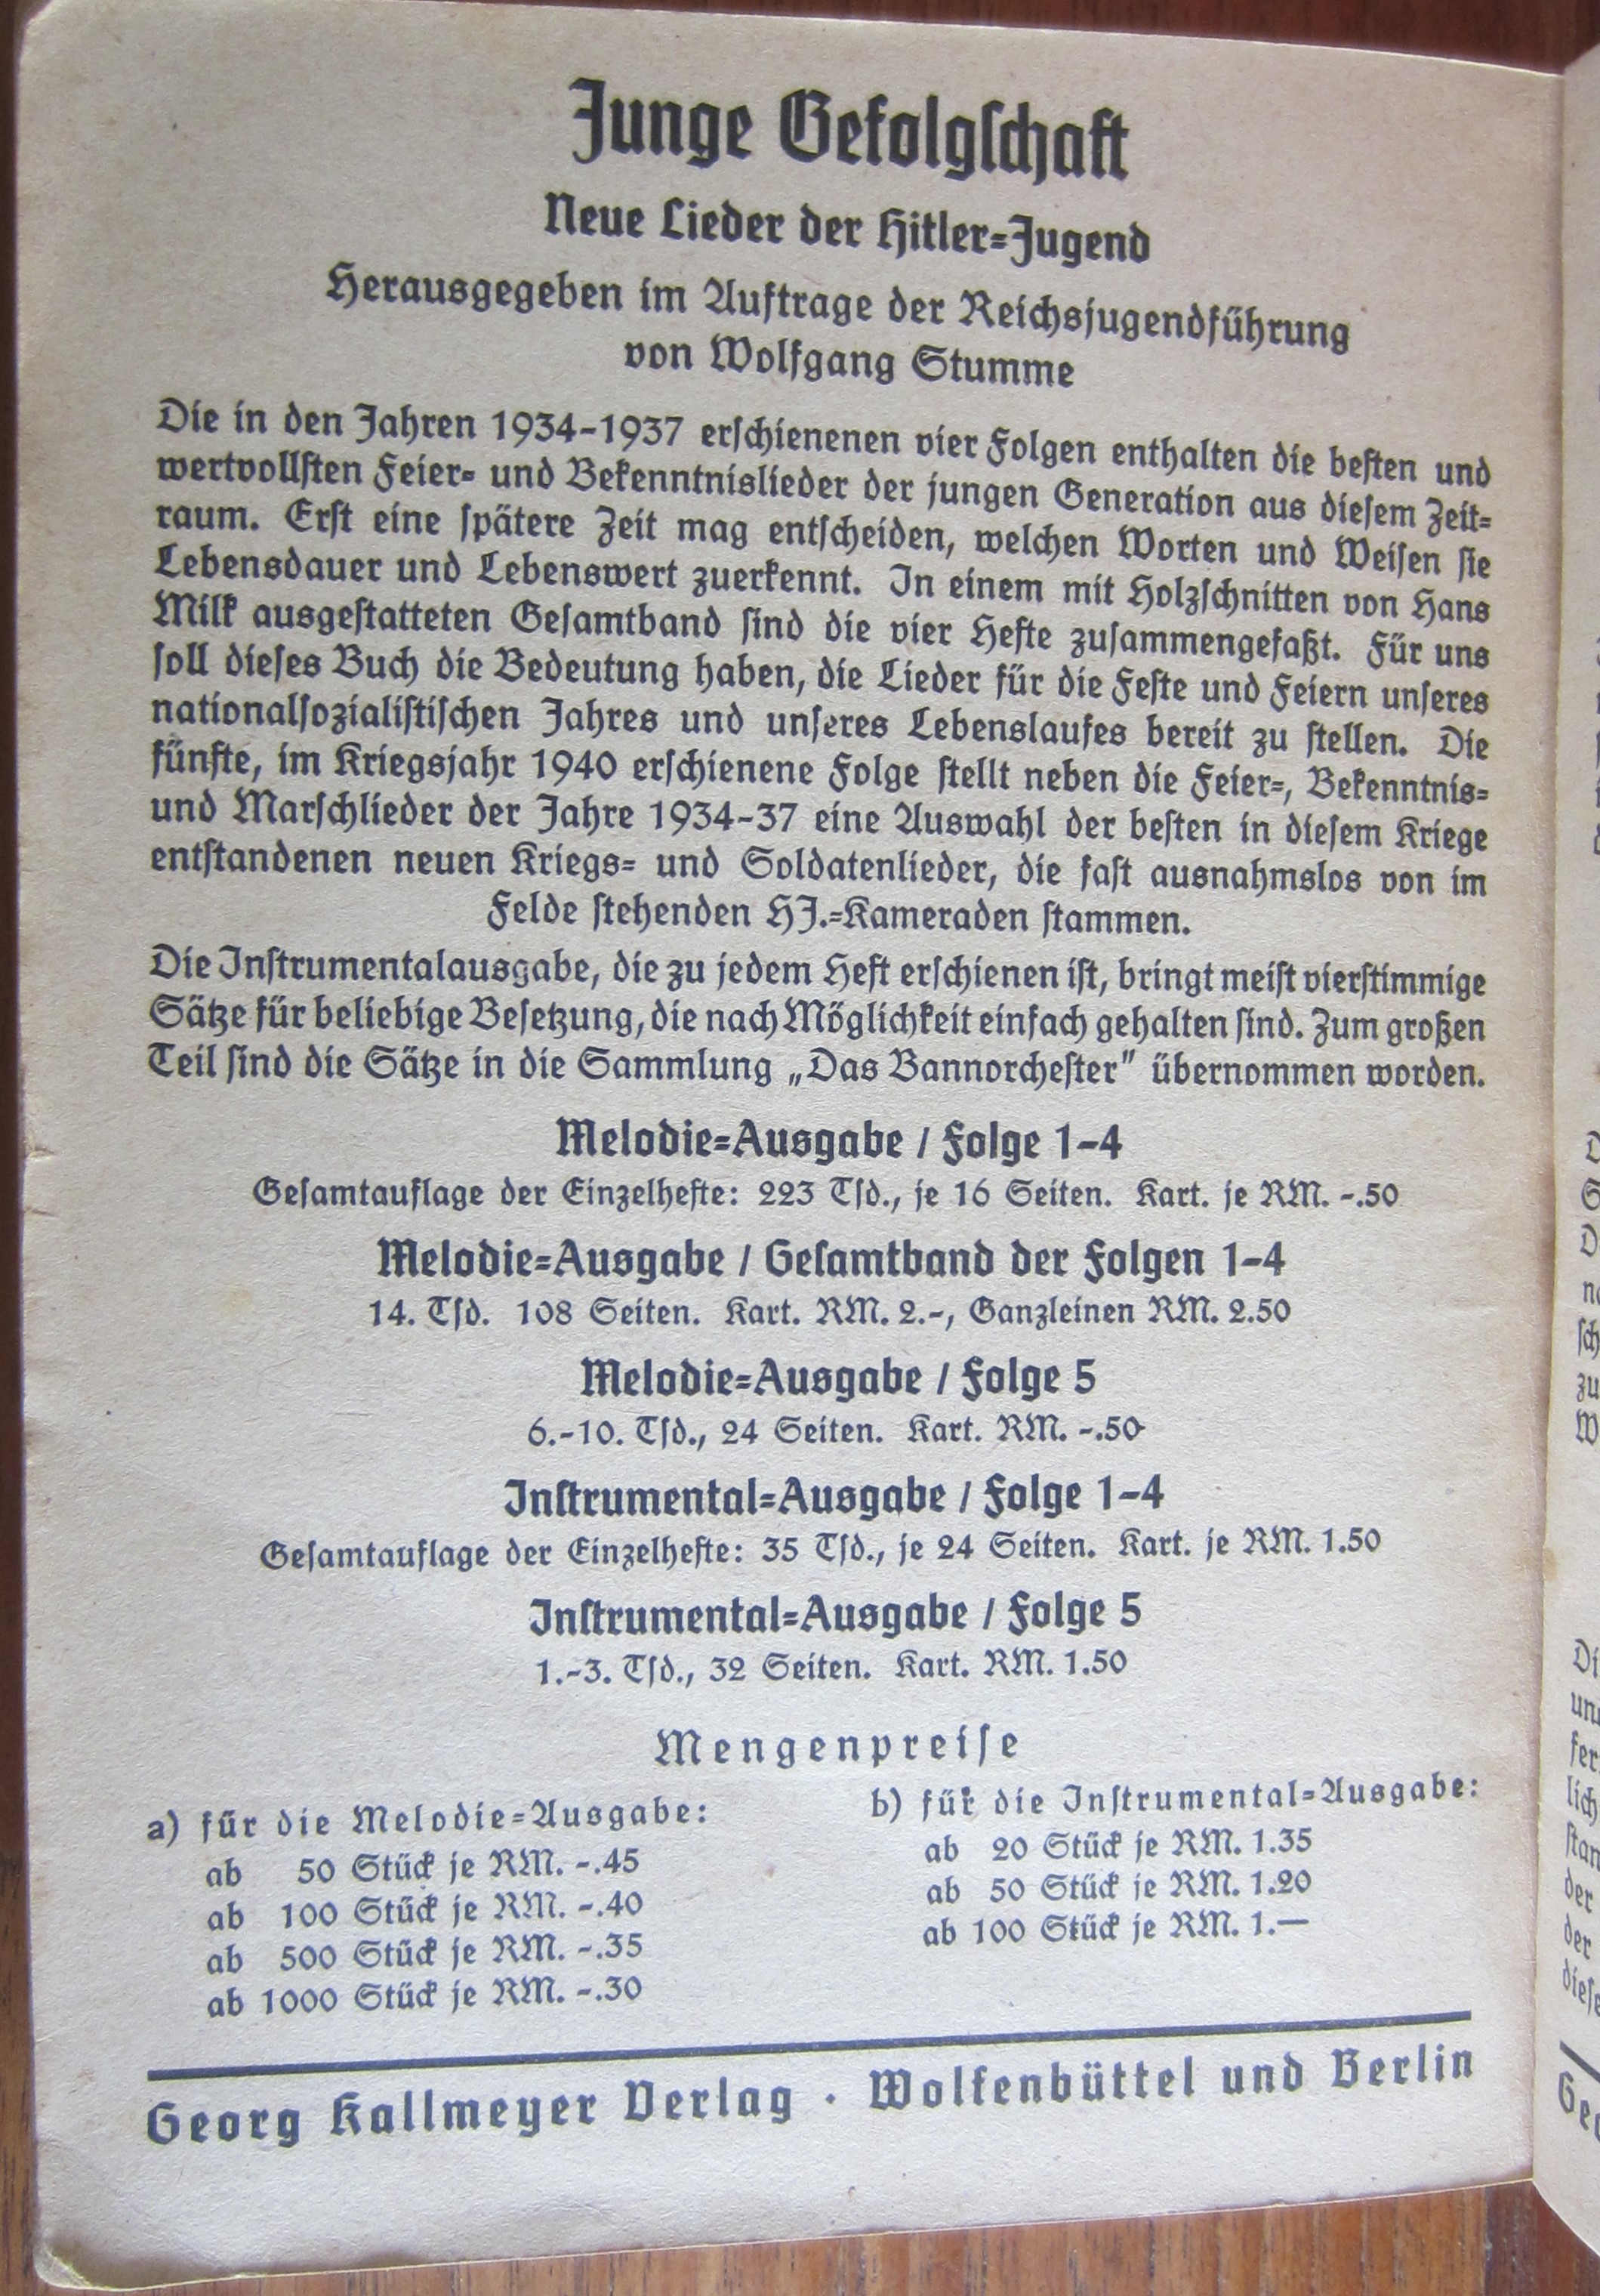 Junge Gefolgschaft
Neue Lieder der Hitler=Jugend
Herausgegeben im Auftrage der Reichsjugendführung
von Wolfgang Stumme
Die in den Jahren 1934-1937 erschienenen vier Folgen enthalten die besten und
wertvollsten Feier= und Bekenntnislieder der jungen Generation aus diesem Zeit=
raum. Erst eine spätere Zeit mag entscheiden, welchen Worten und Weisen sie
Lebensdauer und Lebenswert zuerkennt. In einem mit Holzschnitten von Hans
Milk ausgestatteten Gesamtband sind die vier Hefte zusammengefaßt. Für uns
soll dieses Buch die Bedeutung haben, die Lieder für die Feste und Feiern unseres
nationalsozialistischen Jahres und unseres Lebenslaufes bereit zu stellen. Die
fünfte, im Kriegsjahr 1940 erschienene Folge stellt neben die Feier=, Bekenntnis=
und Marschlieder der Jahre 1934-37 eine Auswahl der besten in diesem Kriege
entstandenen neuen Kriegs= und Soldatenlieder, die fast ausnahmslos von im
Felde stehenden HJ.=Kameraden stammen.
Die Instrumentalausgabe, die zu jedem Heft erschienen ist, bringt meist vierstimmige
Sätze für beliebige Besetzung, die nach Möglichkeit einfach gehalten sind. Zum großen
Teil sind die Sätze in die Sammlung „Das Bannorchester" übernommen worden.
Melodie=Ausgabe / Folge 1-4
Gesamtauflage der Einzelhefte: 223 Tsd., je 16 Seiten. Kart. je RM. -.50
Melodie=Ausgabe / Gesamtband der Folgen 1-4
14. Tsd. 108 Seiten. Kart. RM. 2.-, Ganzleinen RM. 2.50
Melodie=Ausgabe / Folge 5
6.-10. Tsd., 24 Seiten. Kart. RM. -.50
Instrumental=Ausgabe / Folge 1-4
Gesamtauflage der Einzelhefte: 35 Tsd., je 24 Seiten. Kart. je RM. 1.50
Instrumental=Ausgabe / Folge 5
1.-3. Tsd., 32 Seiten. Kart. RM. 1.50
Mengenpreise
a) für die Melodie=Ausgabe:
ab 50 Stück je RM. -.45
ab 100 Stück je RM. -.40
ab 500 Stück je RM. -.35
ab 1000 Stück je RM. -.30
b) für die Instrumental=Ausgabe:
ab 20 Stück je RM. 1.35
ab 50 Stück je RM. 1.20
ab 100 Stück je RM. 1.—
Georg Kallmeyer Verlag · Wolfenbüttel und Berlin